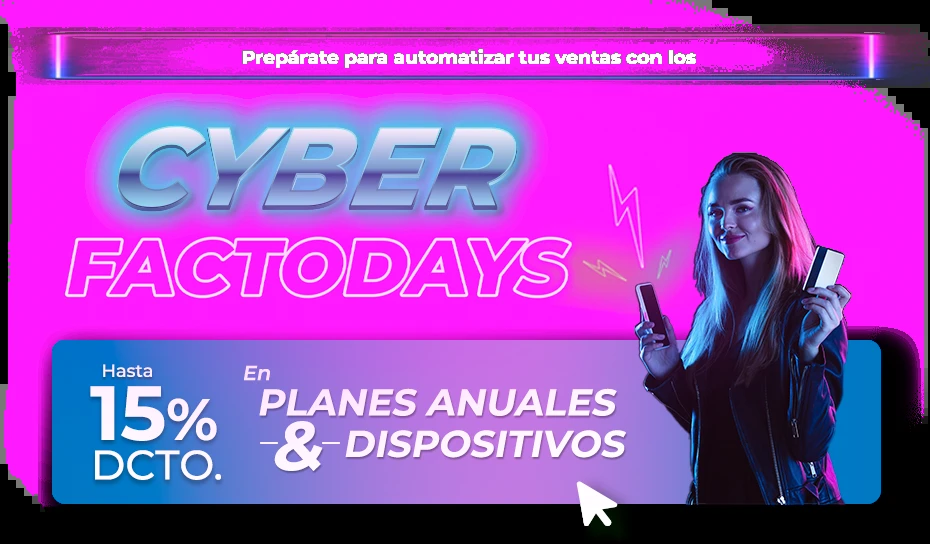 Prepárate para automatizar tus ventas con los
CYBER
FACTODAYS
Hasta
15%
DCTO.
En
PLANES ANUALES
-&- DISPOSITIVOS